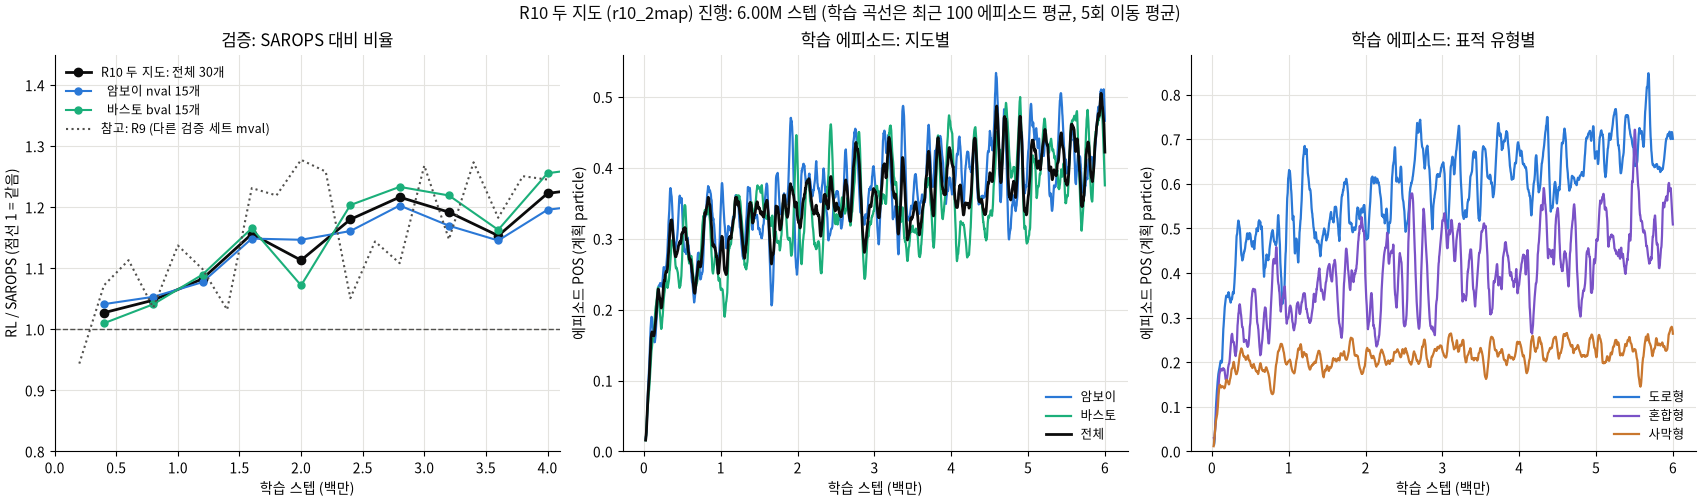 R10 두 지도 (r10_2map) 진행: 6.00M 스텝 (학습 곡선은 최근 100 에피소드 평균, 5회 이동 평균)
검증: SAROPS 대비 비율
RL / SAROPS (점선 1 = 같음)
1.4
1.3
1.2
1.1
1.0
0.9
0.8
R10 두 지도: 전체 30개
암보이 nval 15개
바스토 bval 15개
참고: R9 (다른 검증 세트 mval)
0.0 0.5 1.0 1.5 2.0 2.5 3.0 3.5 4.0
학습 스텝 (백만)
학습 에피소드: 지도별
에피소드 POS (계획 particle)
0.5
0.4
0.3
0.2
0.1
0.0
암보이
바스토
전체
0 1 2 3 4 5 6
학습 스텝 (백만)
학습 에피소드: 표적 유형별
에피소드 POS (계획 particle)
0.8
0.7
0.6
0.5
0.4
0.3
0.2
0.1
0.0
도로형
혼합형
사막형
0 1 2 3 4 5 6
학습 스텝 (백만)